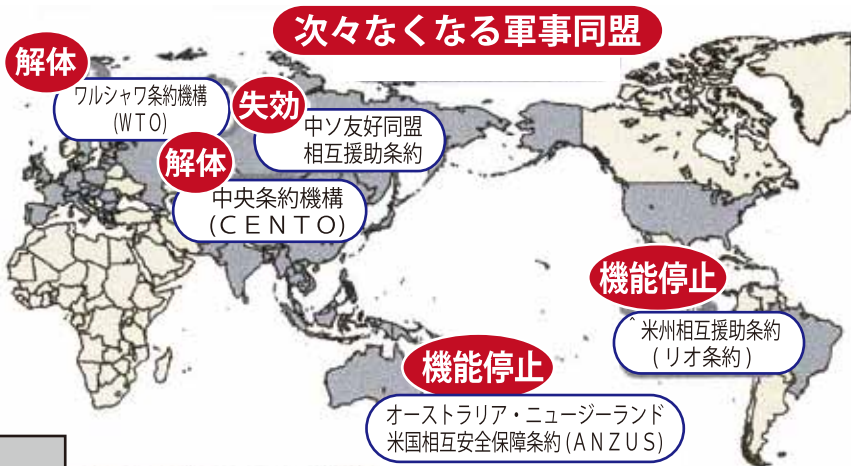 次々なくなる軍事同盟
解体
ワルシャワ条約機構
(WTO)
失効
中ソ友好同盟
相互援助条約
解体
中央条約機構
(CENTO)
機能停止
米州相互援助条約
(リオ条約)
機能停止
オーストラリア・ニュージーランド
米国相互安全保障条約(ANZUS)